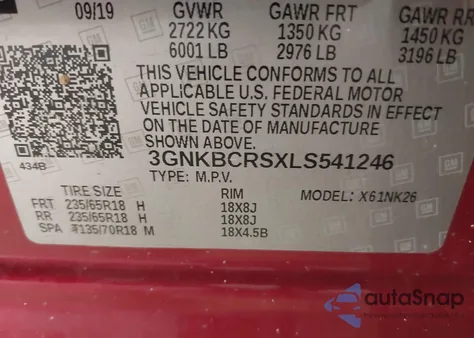 09/19 GVWR GAWR FRT GAWR RR
2722 KG 1350 KG 1450 KG
6001 LB 2976 LB 3196 LB
THIS VEHICLE CONFORMS TO ALL
APPLICABLE U.S. FEDERAL MOTOR
VEHICLE SAFETY STANDARDS IN EFFECT
ON THE DATE OF MANUFACTURE
SHOWN ABOVE.
3GNKBCRSXLS541246
434B TYPE: M.P.V. MODEL: X61NK26
TIRE SIZE RIM
FRT 235/65R18 H 18X8J
RR 235/65R18 H 18X8J
SPA T135/70R18 M 18X4.5B
GM
autoSnap